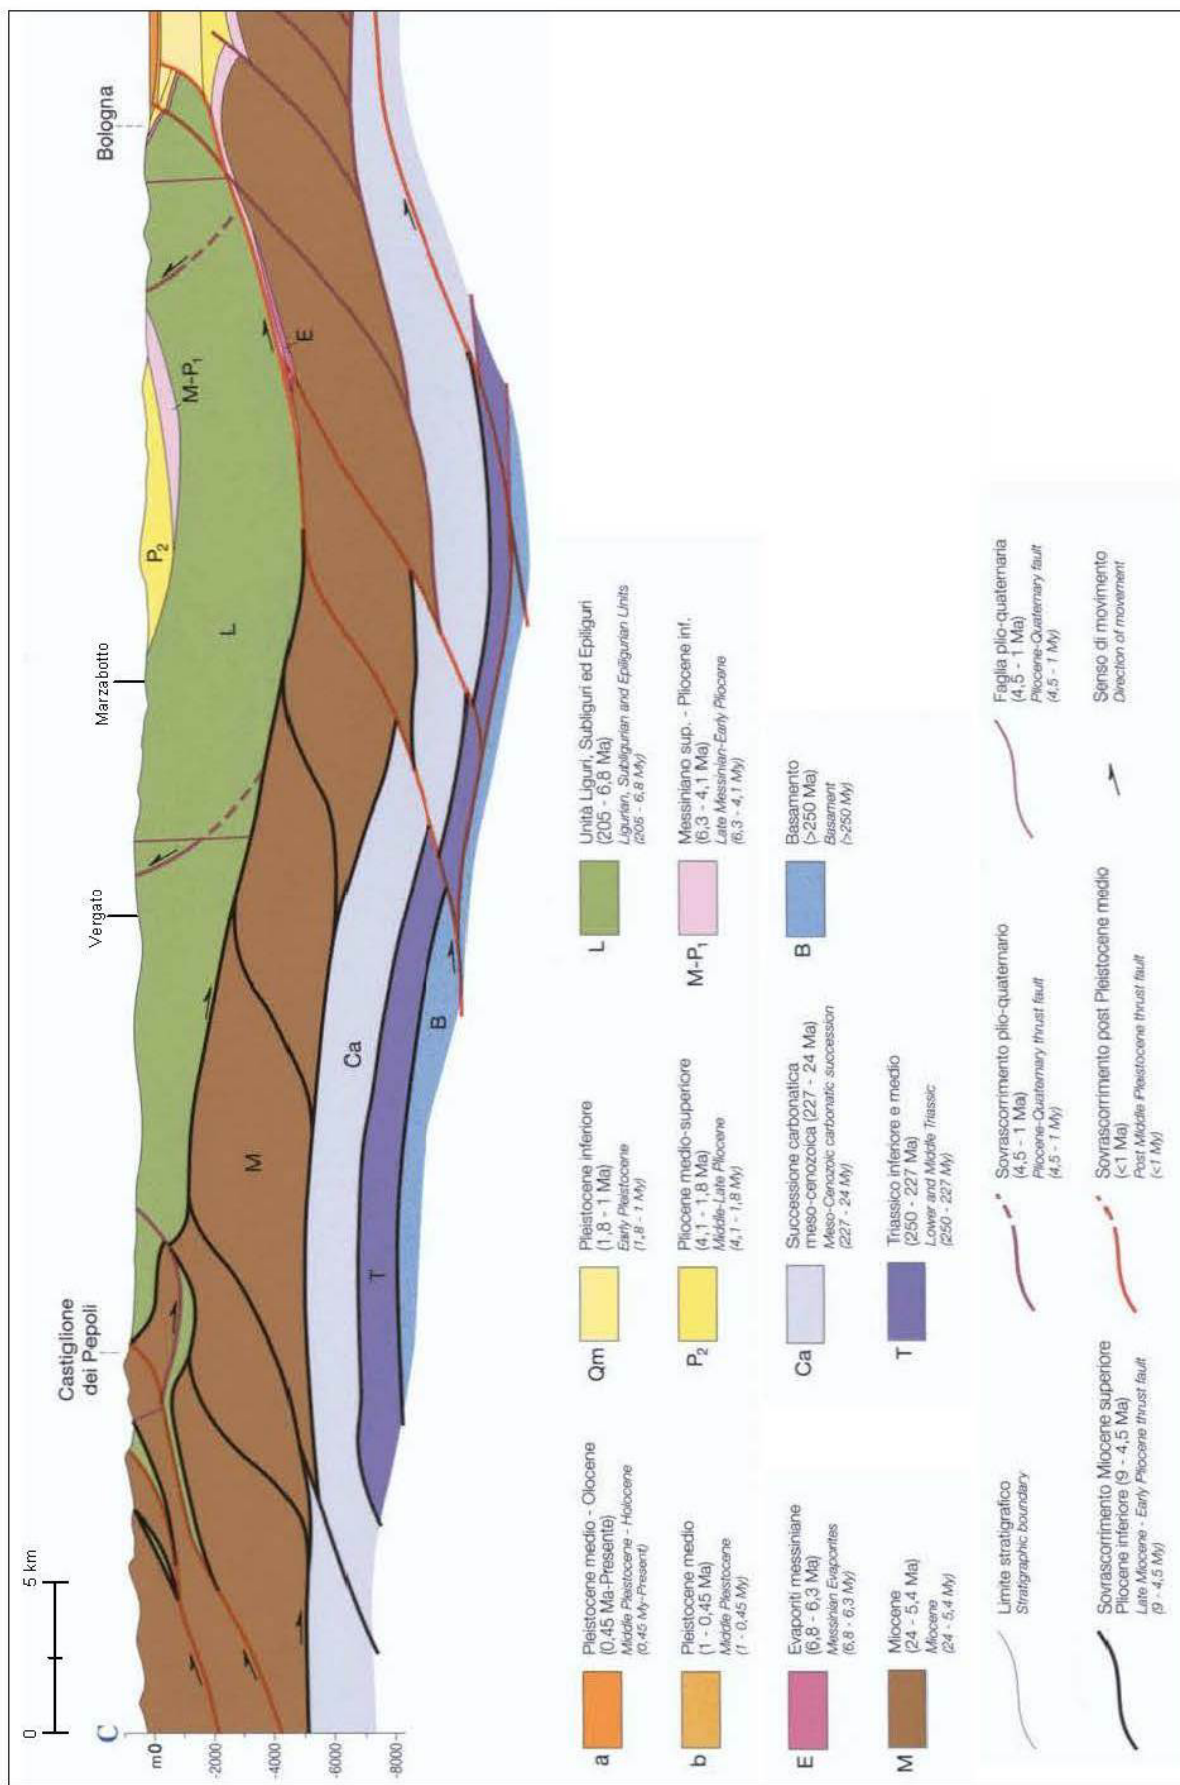 C
0
5 km
m0
-2000
-4000
-6000
-8000
Castiglione
dei Pepoli
Vergato
Marzabotto
Bologna
M
L
P2
M-P1
E
Ca
T
B
a
Pleistocene medio - Olocene
(0,45 Ma-Presente)
Middle Pleistocene - Holocene
(0,45 My-Present)
Qm
Pleistocene inferiore
(1,8 - 1 Ma)
Early Pleistocene
(1,8 - 1 My)
L
Unità Liguri, Subliguri ed Epiliguri
(205 - 6,8 Ma)
Ligurian, Subligurian and Epiligurian Units
(205 - 6,8 My)
b
Pleistocene medio
(1 - 0,45 Ma)
Middle Pleistocene
(1 - 0,45 My)
P2
Pliocene medio-superiore
(4,1 - 1,8 Ma)
Middle-Late Pliocene
(4,1 - 1,8 My)
M-P1
Messiniano sup. - Pliocene inf.
(6,3 - 4,1 Ma)
Late Messinian-Early Pliocene
(6,3 - 4,1 My)
E
Evaporiti messiniane
(6,8 - 6,3 Ma)
Messinian Evaporites
(6,8 - 6,3 My)
Ca
Successione carbonatica
meso-cenozoica (227 - 24 Ma)
Meso-Cenozoic carbonatic succession
(227 - 24 My)
B
Basamento
(>250 Ma)
Basament
(>250 My)
M
Miocene
(24 - 5,4 Ma)
Miocene
(24 - 5,4 My)
T
Triassico inferiore e medio
(250 - 227 Ma)
Lower and Middle Triassic
(250 - 227 My)
Limite stratigrafico
Stratigraphic boundary
Sovrascorrimento plio-quaternario
(4,5 - 1 Ma)
Pliocene-Quaternary thrust fault
(4,5 - 1 My)
Faglia plio-quaternaria
(4,5 - 1 Ma)
Pliocene-Quaternary fault
(4,5 - 1 My)
Sovrascorrimento Miocene superiore
Pliocene inferiore (9 - 4,5 Ma)
Late Miocene - Early Pliocene thrust fault
(9 - 4,5 My)
Sovrascorrimento post Pleistocene medio
(<1 Ma)
Post Middle Pleistocene thrust fault
(<1 My)
Senso di movimento
Direction of movement